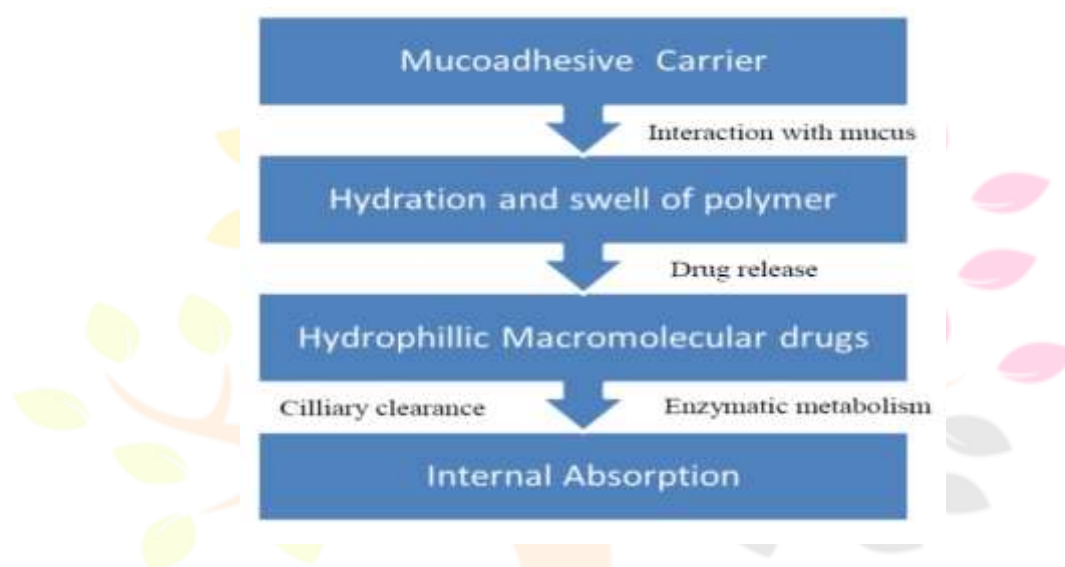 Mucoadhesive Carrier
Interaction with mucus
Hydration and swell of polymer
Drug release
Hydrophillic Macromolecular drugs
Cilliary clearance
Enzymatic metabolism
Internal Absorption